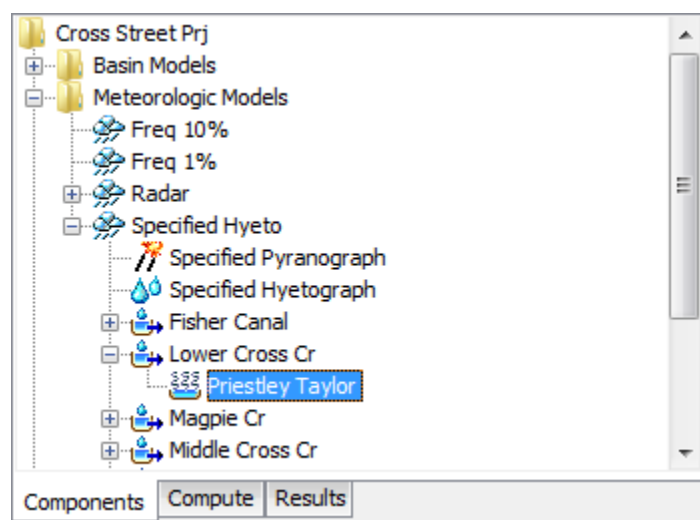 Cross Street Prj
Basin Models
Meteorologic Models
Freq 10%
Freq 1%
Radar
Specified Hyeto
Specified Pyranograph
Specified Hyetograph
Fisher Canal
Lower Cross Cr
Priestley Taylor
Magpie Cr
Middle Cross Cr
Components Compute Results